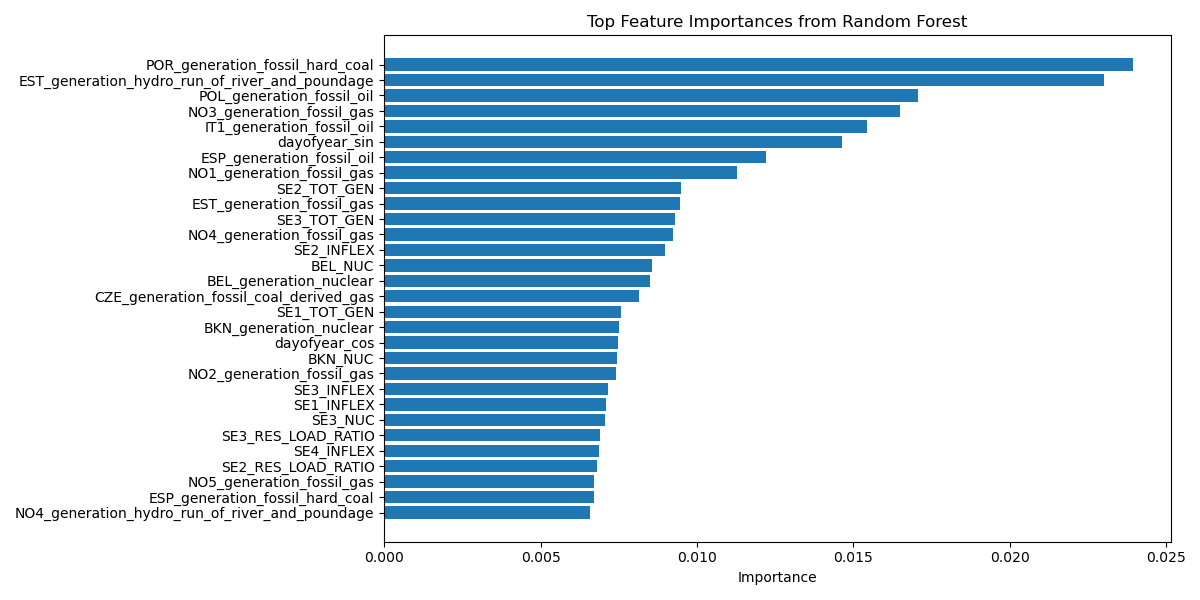 Top Feature Importances from Random Forest
POR_generation_fossil_hard_coal
EST_generation_hydro_run_of_river_and_poundage
POL_generation_fossil_oil
NO3_generation_fossil_gas
IT1_generation_fossil_oil
dayofyear_sin
ESP_generation_fossil_oil
NO1_generation_fossil_gas
SE2_TOT_GEN
EST_generation_fossil_gas
SE3_TOT_GEN
NO4_generation_fossil_gas
SE2_INFLEX
BEL_NUC
BEL_generation_nuclear
CZE_generation_fossil_coal_derived_gas
SE1_TOT_GEN
BKN_generation_nuclear
dayofyear_cos
BKN_NUC
NO2_generation_fossil_gas
SE3_INFLEX
SE1_INFLEX
SE3_NUC
SE3_RES_LOAD_RATIO
SE4_INFLEX
SE2_RES_LOAD_RATIO
NO5_generation_fossil_gas
ESP_generation_fossil_hard_coal
NO4_generation_hydro_run_of_river_and_poundage
0.000 0.005 0.010 0.015 0.020 0.025
Importance